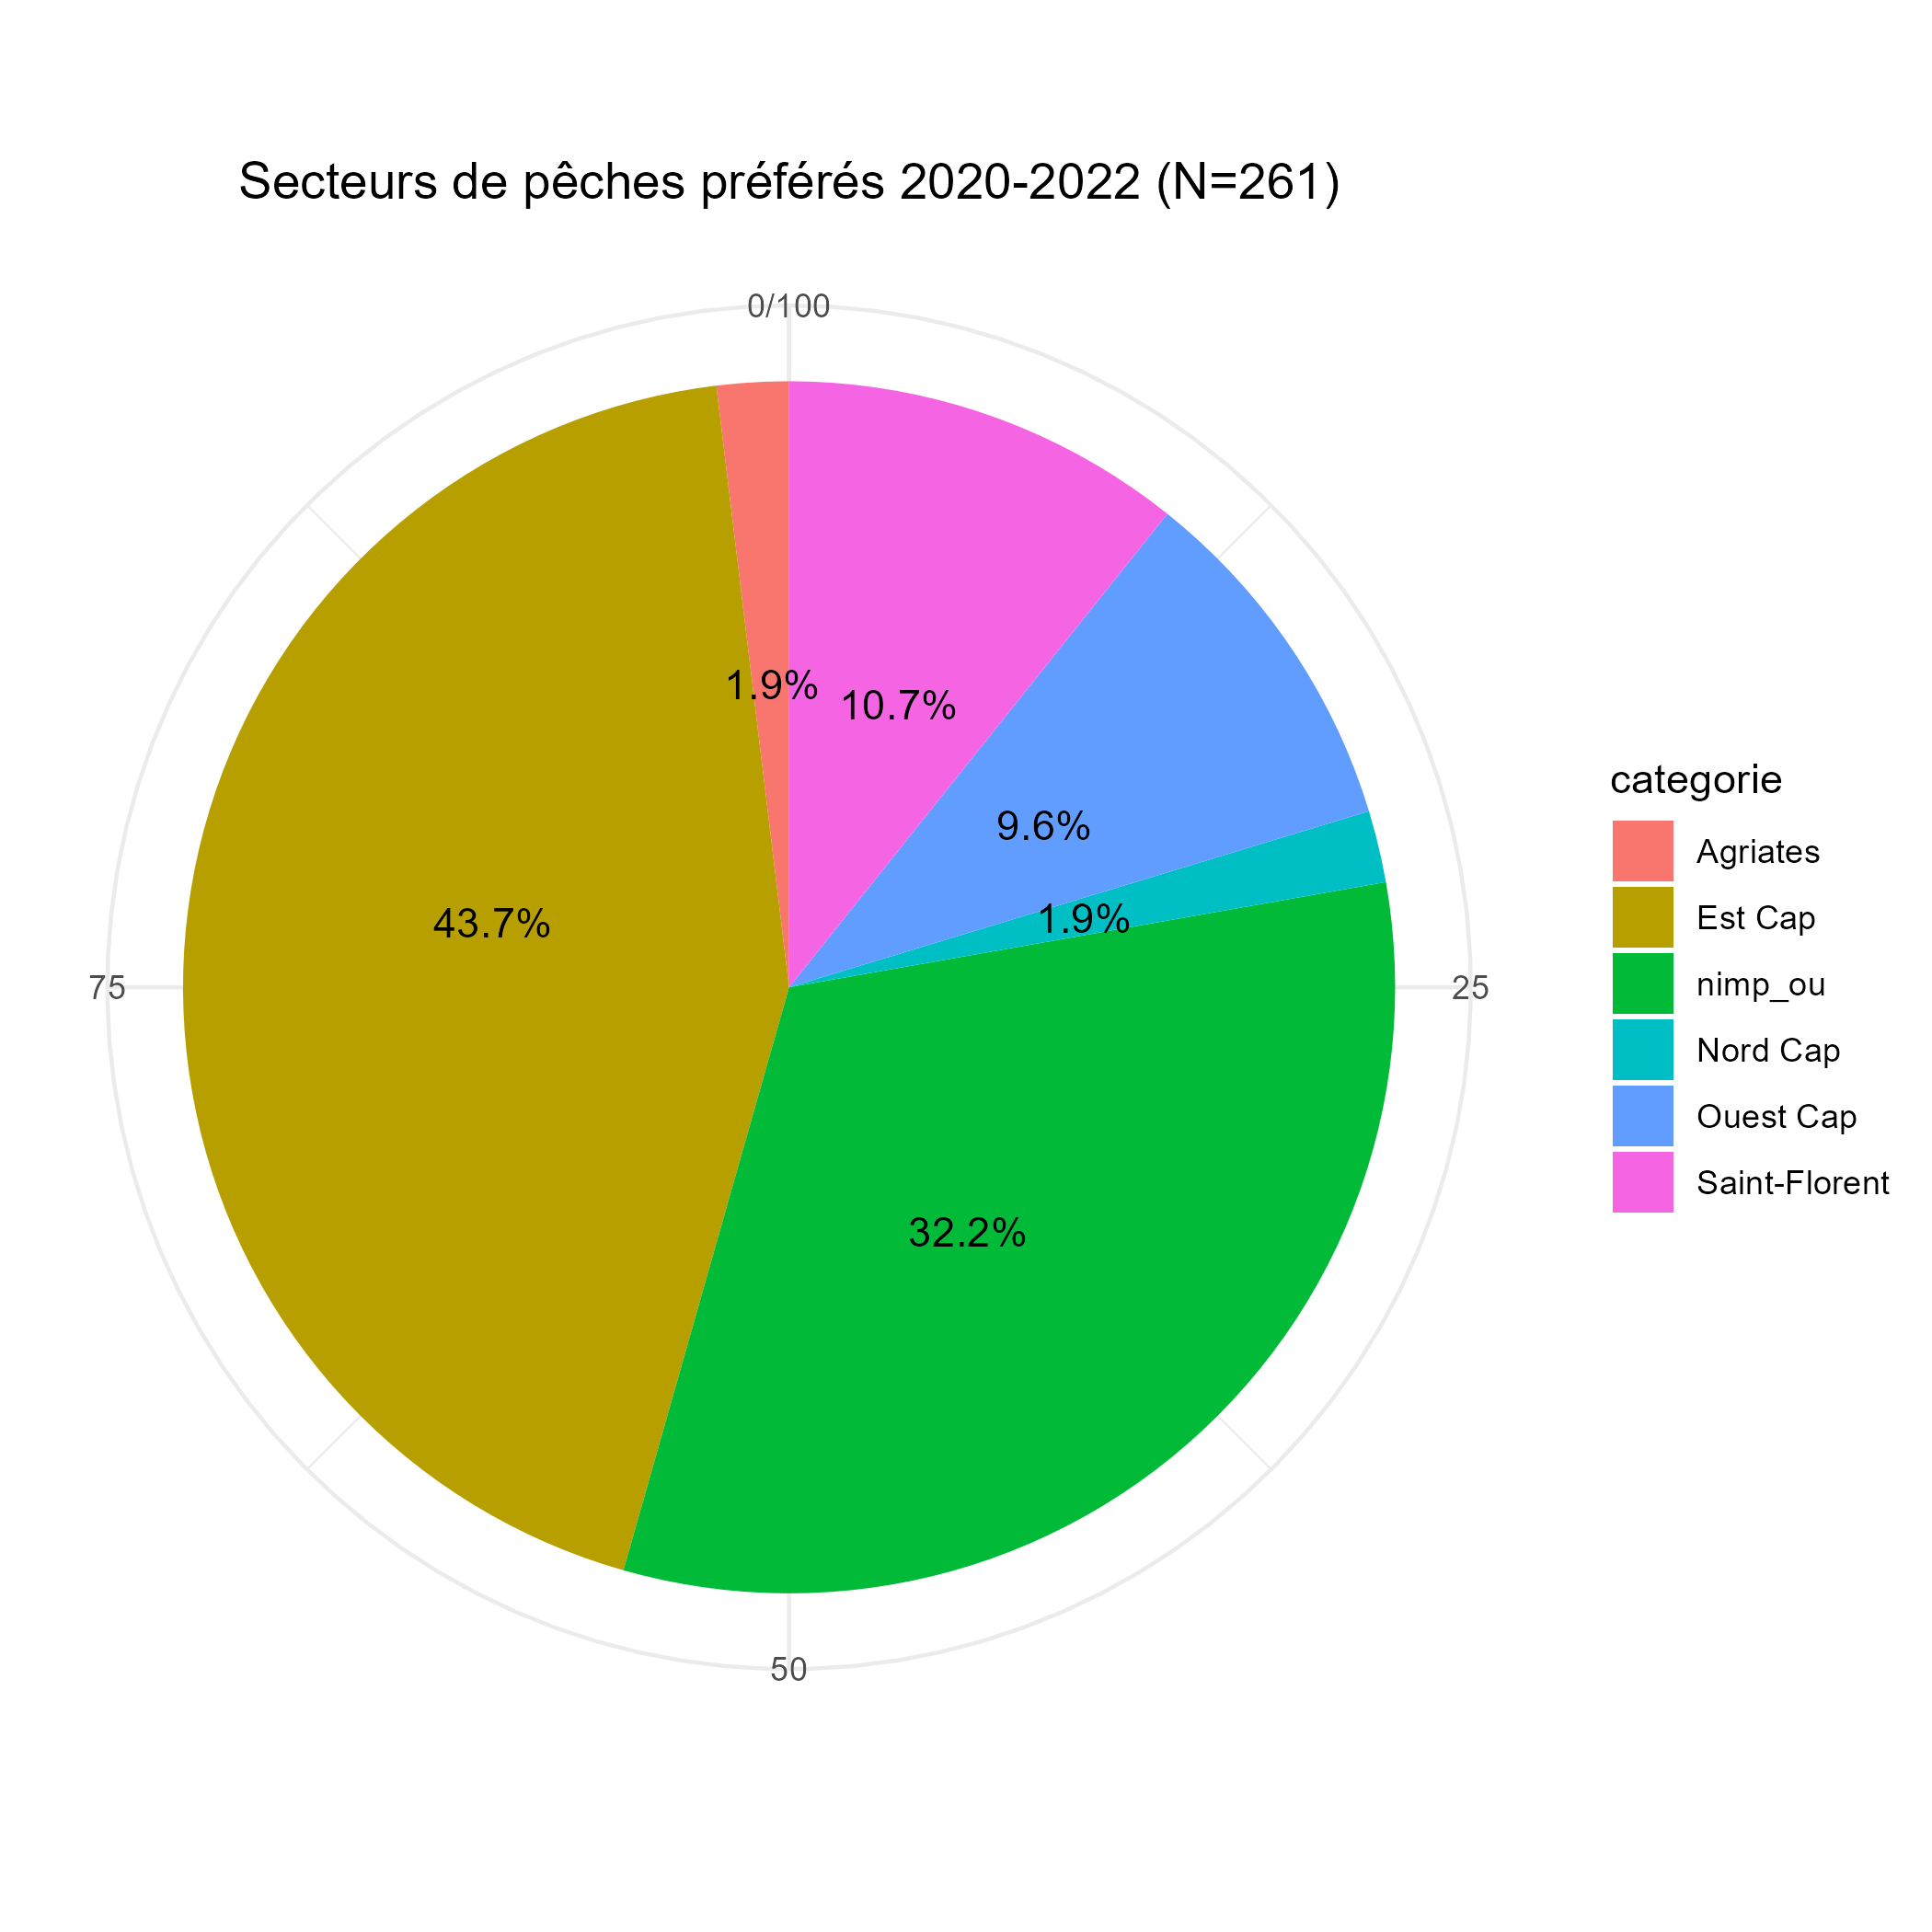 Secteurs de pêches préférés 2020-2022 (N=261)
0/100
1.9%
10.7%
9.6%
1.9%
43.7%
75
25
32.2%
50
categorie
Agriates
Est Cap
nimp_ou
Nord Cap
Ouest Cap
Saint-Florent